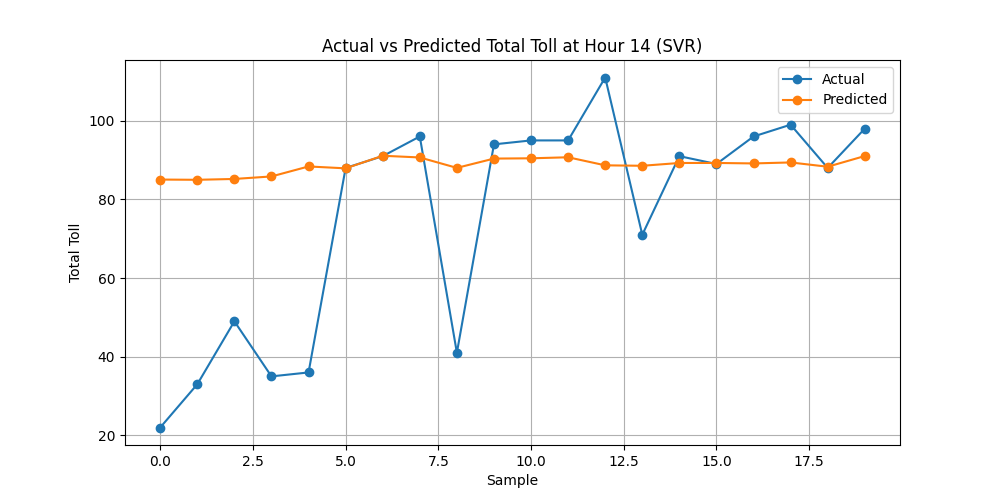 Actual vs Predicted Total Toll at Hour 14 (SVR)
Actual
Predicted
Total Toll
100
80
60
40
20
0.0 2.5 5.0 7.5 10.0 12.5 15.0 17.5
Sample